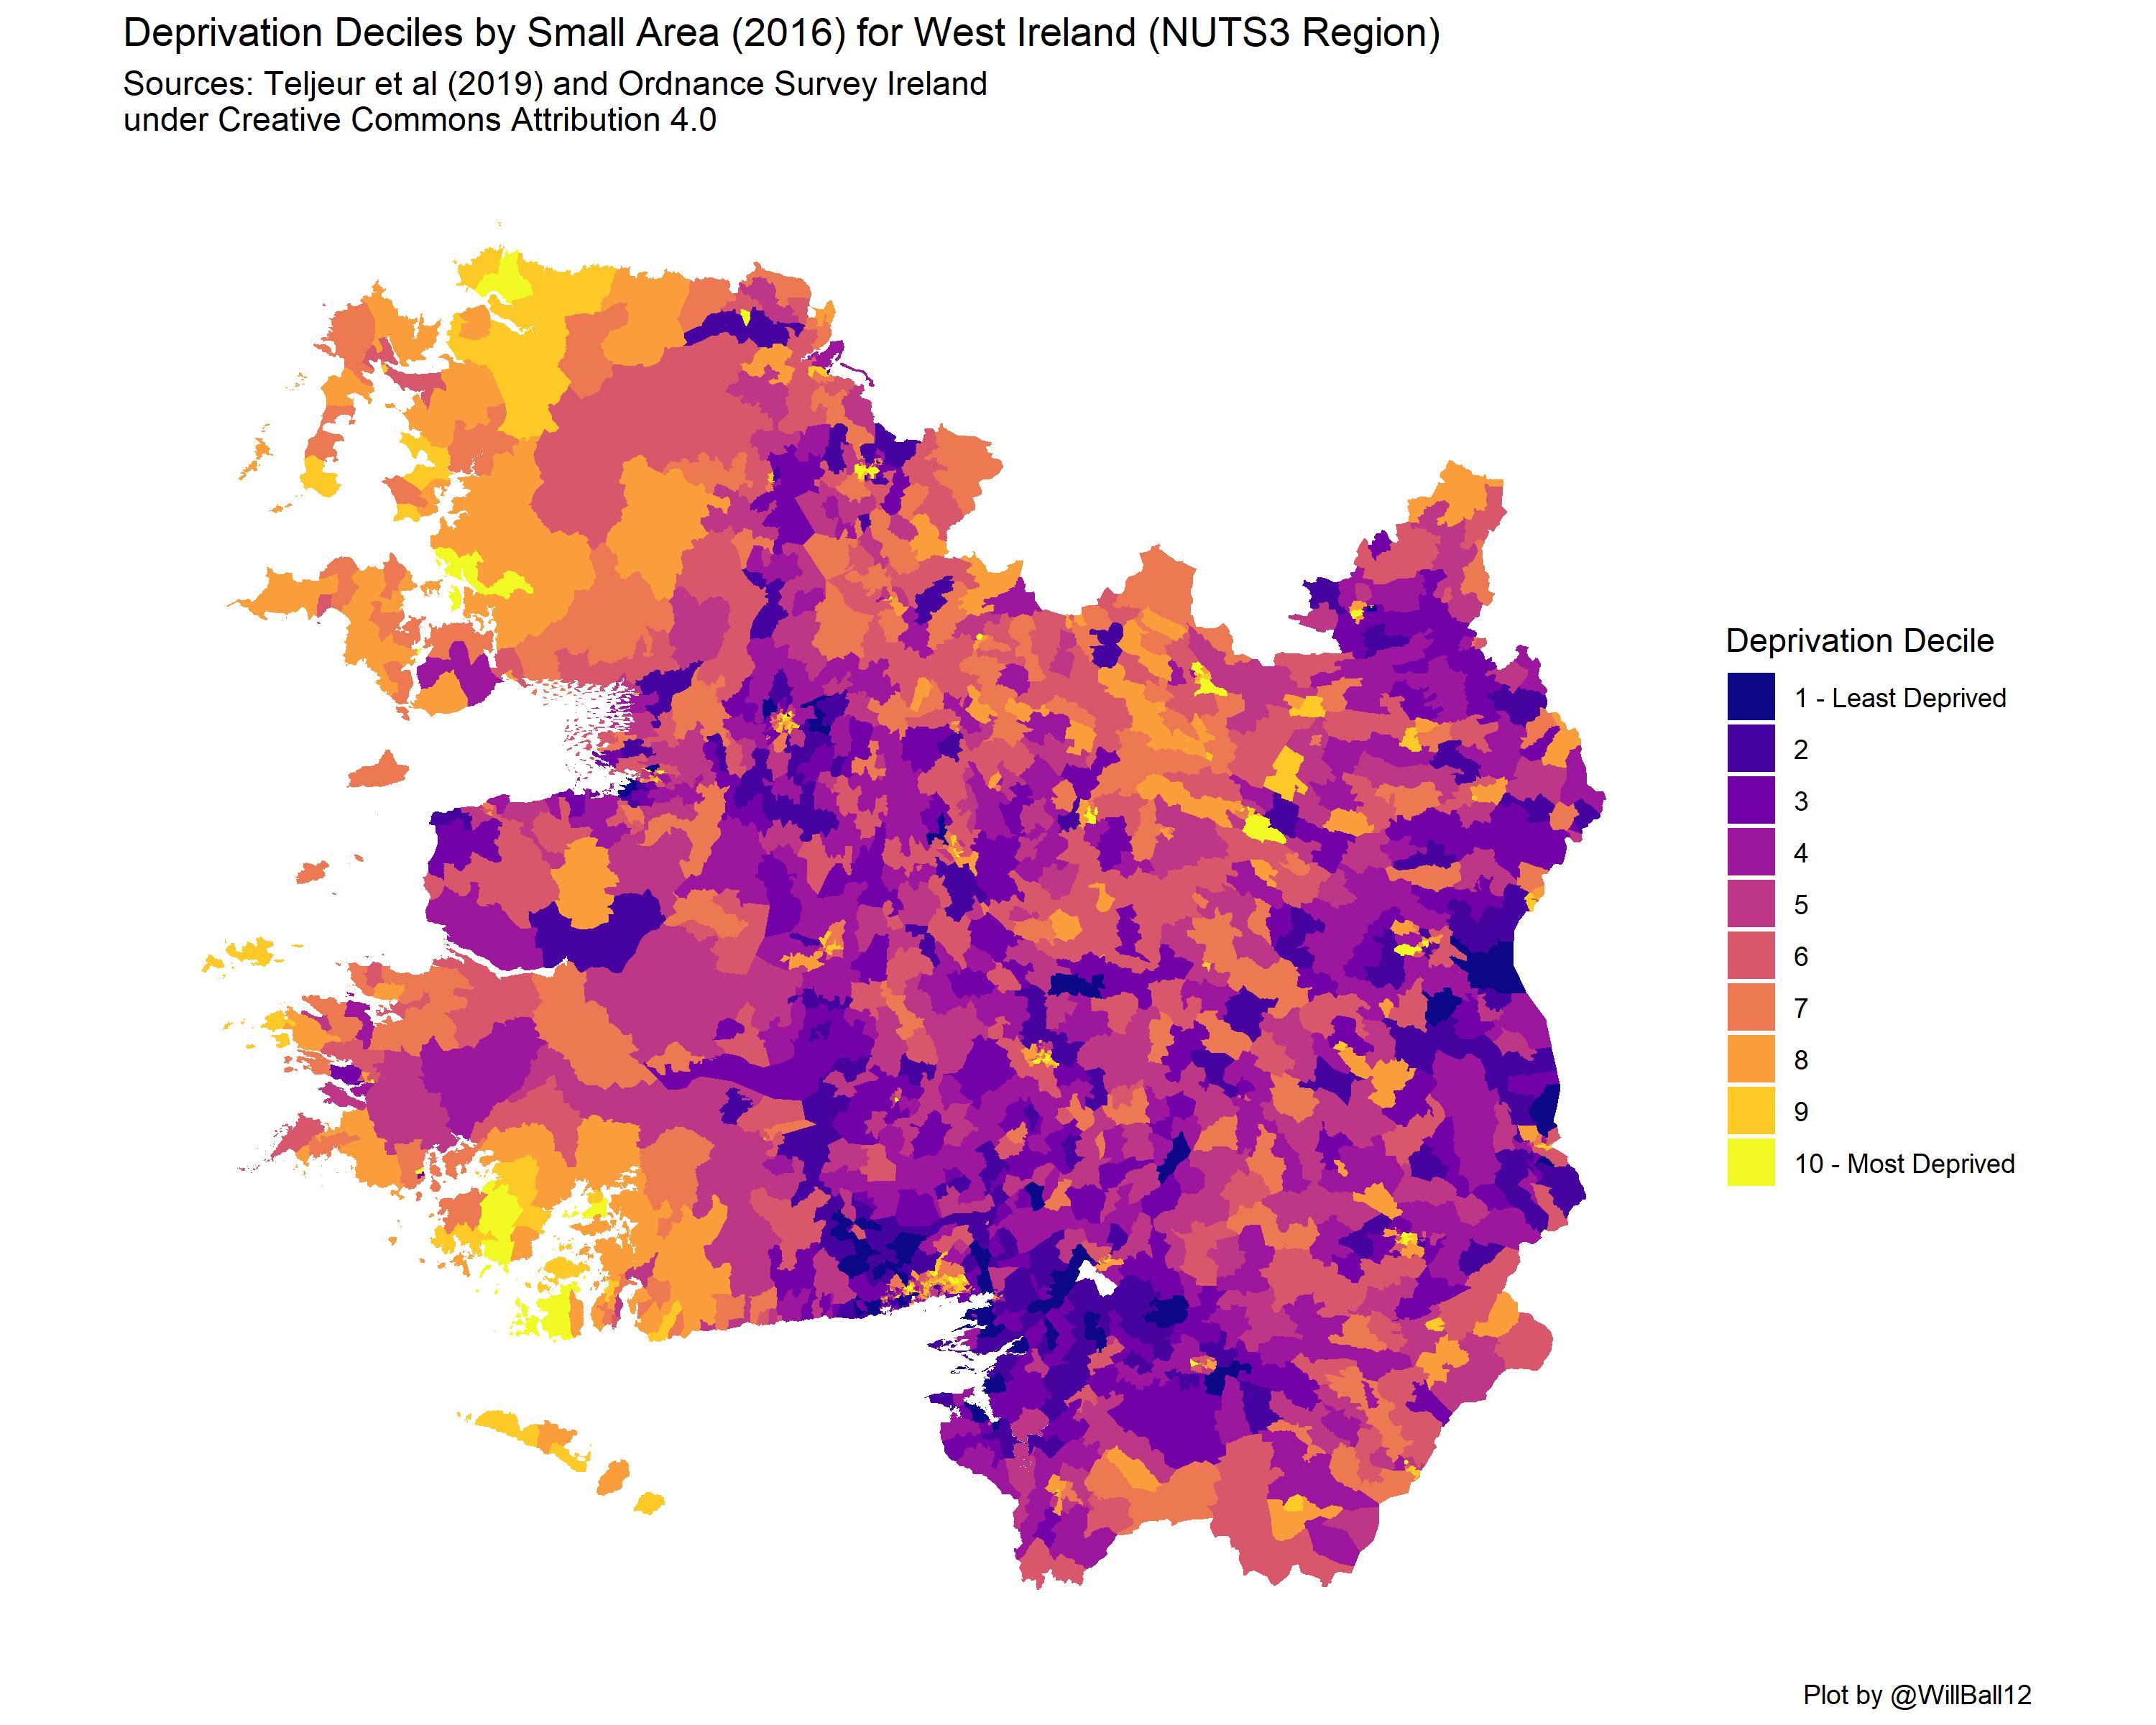 Deprivation Deciles by Small Area (2016) for West Ireland (NUTS3 Region)
Sources: Teljeur et al (2019) and Ordnance Survey Ireland
under Creative Commons Attribution 4.0
Deprivation Decile
1 - Least Deprived
2
3
4
5
6
7
8
9
10 - Most Deprived
Plot by @WillBall12